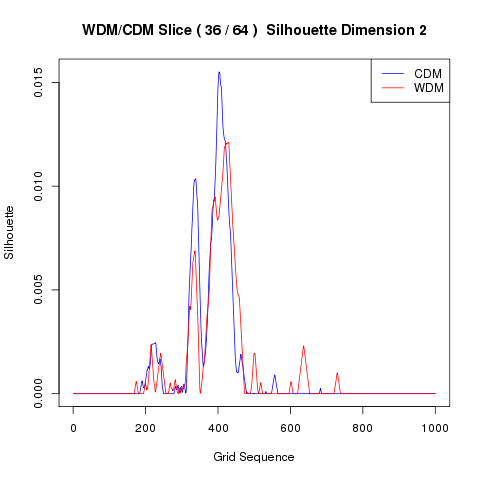 WDM/CDM Slice ( 36 / 64 )  Silhouette Dimension 2
CDM
WDM
Silhouette
0.015
0.010
0.005
0.000
0 200 400 600 800 1000
Grid Sequence